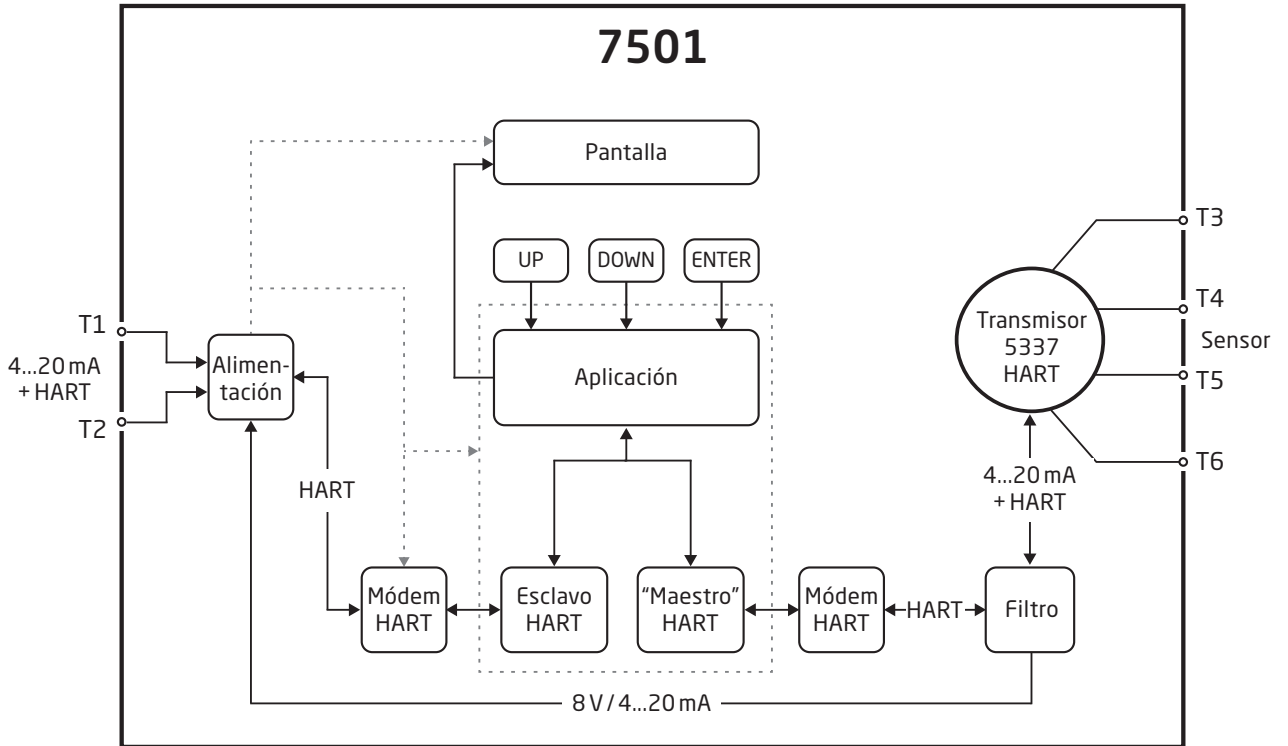 7501
Pantalla
UP
DOWN
ENTER
T1
4...20 mA
+ HART
T2
Alimen-
tación
Aplicación
Transmisor
5337
HART
T3
T4
Sensor
T5
T6
HART
4...20 mA
+ HART
Módem
HART
Esclavo
HART
"Maestro"
HART
Módem
HART
HART
Filtro
8 V / 4...20 mA